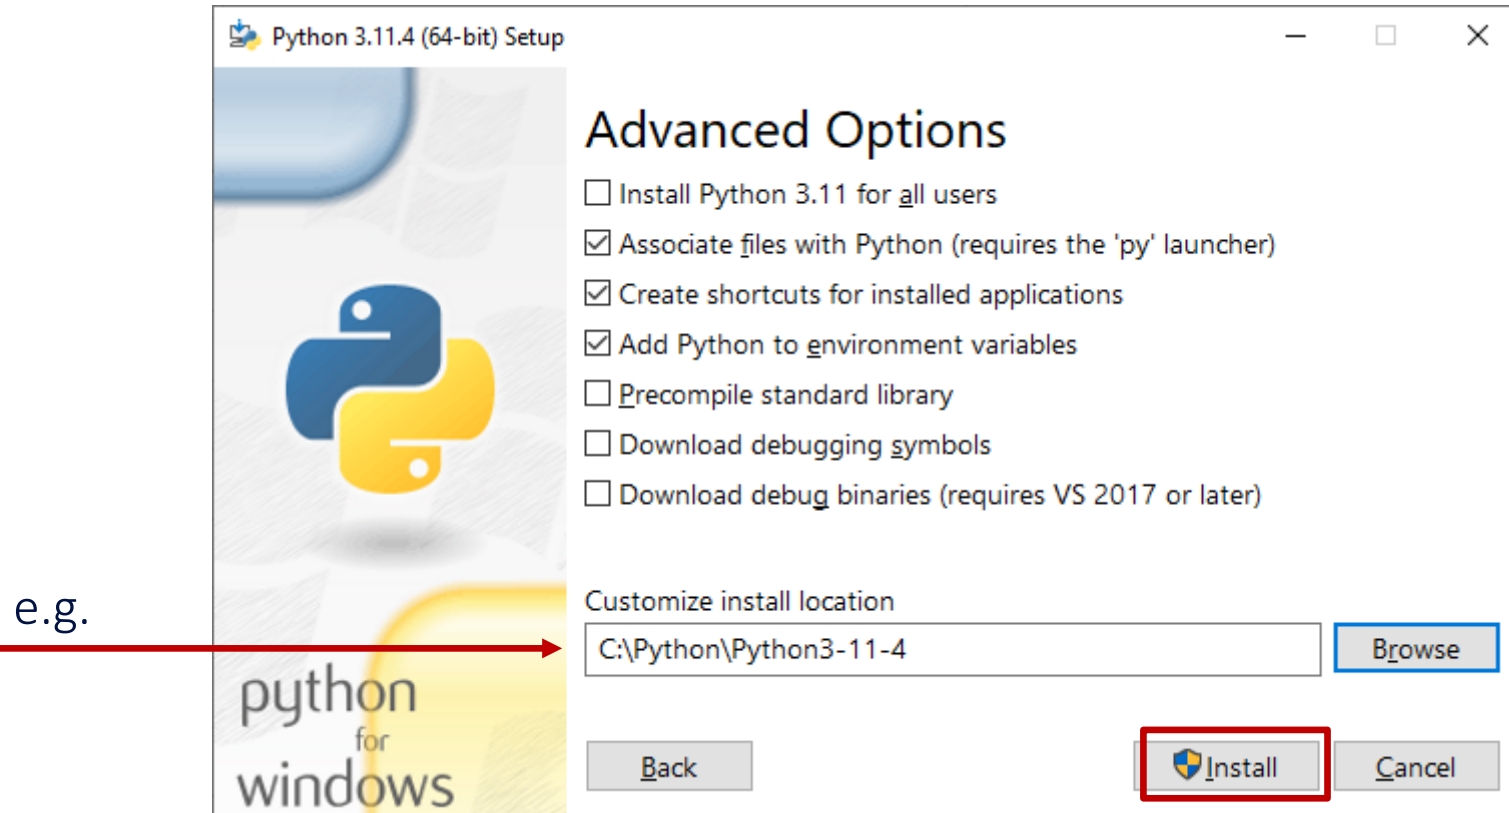 Python 3.11.4 (64-bit) Setup
Advanced Options
Install Python 3.11 for all users
Associate files with Python (requires the 'py' launcher)
Create shortcuts for installed applications
Add Python to environment variables
Precompile standard library
Download debugging symbols
Download debug binaries (requires VS 2017 or later)
Customize install location
e.g.
C:\Python\Python3-11-4
Browse
python
for
windows
Back
Install
Cancel